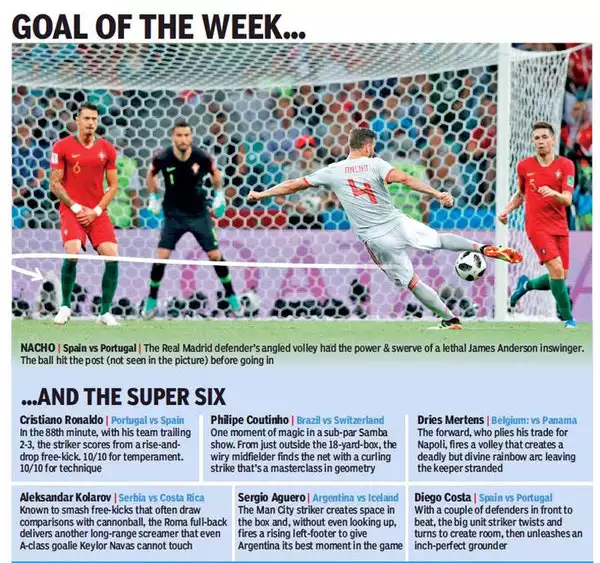 GOAL OF THE WEEK...
NACHO
4
6
1
5
NACHO | Spain vs Portugal | The Real Madrid defender's angled volley had the power & swerve of a lethal James Anderson inswinger.
The ball hit the post (not seen in the picture) before going in
...AND THE SUPER SIX
Cristiano Ronaldo | Portugal vs Spain
In the 88th minute, with his team trailing
2-3, the striker scores from a rise-and-
drop free-kick. 10/10 for temperament.
10/10 for technique
Philipe Coutinho | Brazil vs Switzerland
One moment of magic in a sub-par Samba
show. From just outside the 18-yard-box, the
wiry midfielder finds the net with a curling
strike that's a masterclass in geometry
Dries Mertens | Belgium: vs Panama
The forward, who plies his trade for
Napoli, fires a volley that creates a
deadly but divine rainbow arc leaving
the keeper stranded
Aleksandar Kolarov | Serbia vs Costa Rica
Known to smash free-kicks that often draw
comparisons with cannonball, the Roma full-back
delivers another long-range screamer that even
A-class goalie Keylor Navas cannot touch
Sergio Aguero | Argentina vs Iceland
The Man City striker creates space in
the box and, without even looking up,
fires a rising left-footer to give
Argentina its best moment in the game
Diego Costa | Spain vs Portugal
With a couple of defenders in front to
beat, the big unit striker twists and
turns to create room, then unleashes an
inch-perfect grounder